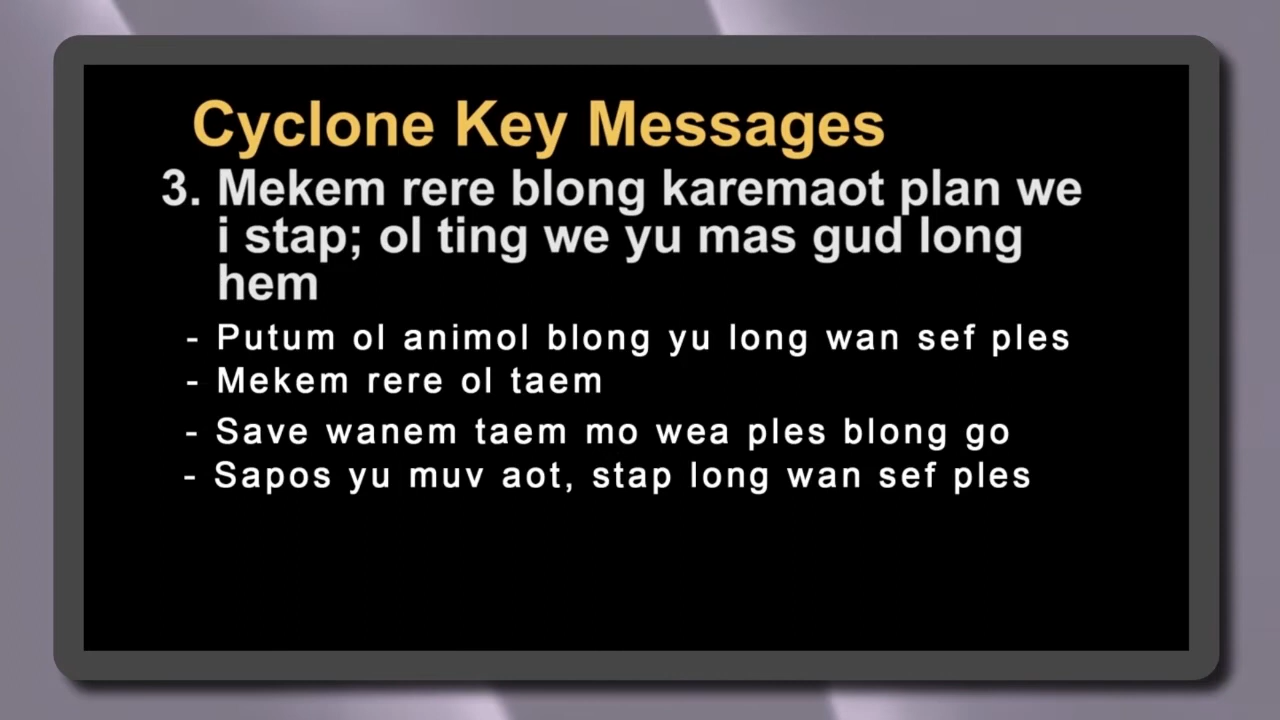 Cyclone Key Messages
3. Mekem rere blong karemaot plan we
i stap; ol ting we yu mas gud long
hem
- Putum ol animol blong yu long wan sef ples
- Mekem rere ol taem
- Save wanem taem mo wea ples blong go
- Sapos yu muv aot, stap long wan sef ples